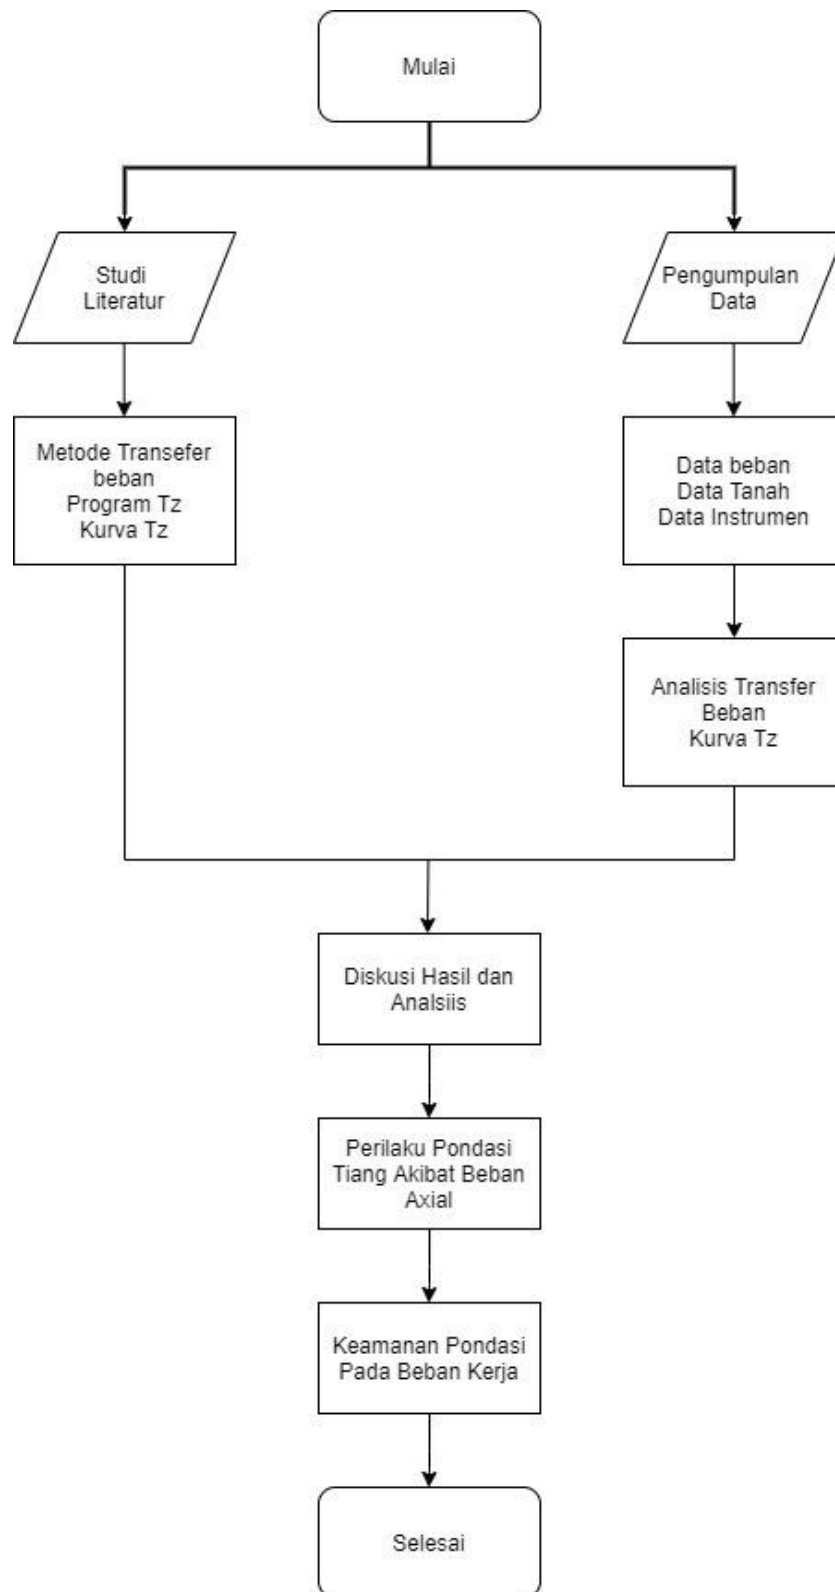 Mulai
Studi
Literatur
Pengumpulan
Data
Metode Transefer
beban
Program Tz
Kurva Tz
Data beban
Data Tanah
Data Instrumen
Analisis Transfer
Beban
Kurva Tz
Diskusi Hasil dan
Analsiis
Perilaku Pondasi
Tiang Akibat Beban
Axial
Keamanan Pondasi
Pada Beban Kerja
Selesai